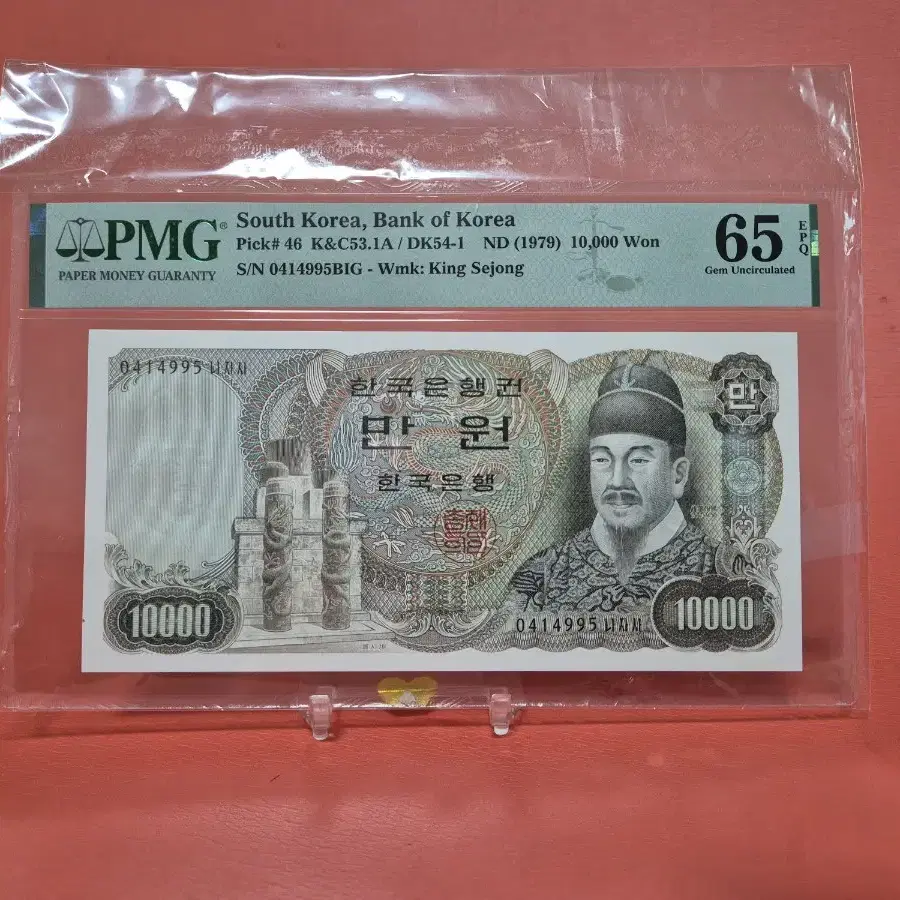 PMG®
PAPER MONEY GUARANTY
South Korea, Bank of Korea
Pick# 46 K&C53.1A / DK54-1 ND (1979) 10,000 Won
S/N 0414995BIG - Wmk: King Sejong
65
EPQ
Gem Uncirculated
0414995 나자사
한국은행권
만 원
한국은행
만
10000
0414995 나자사
10000